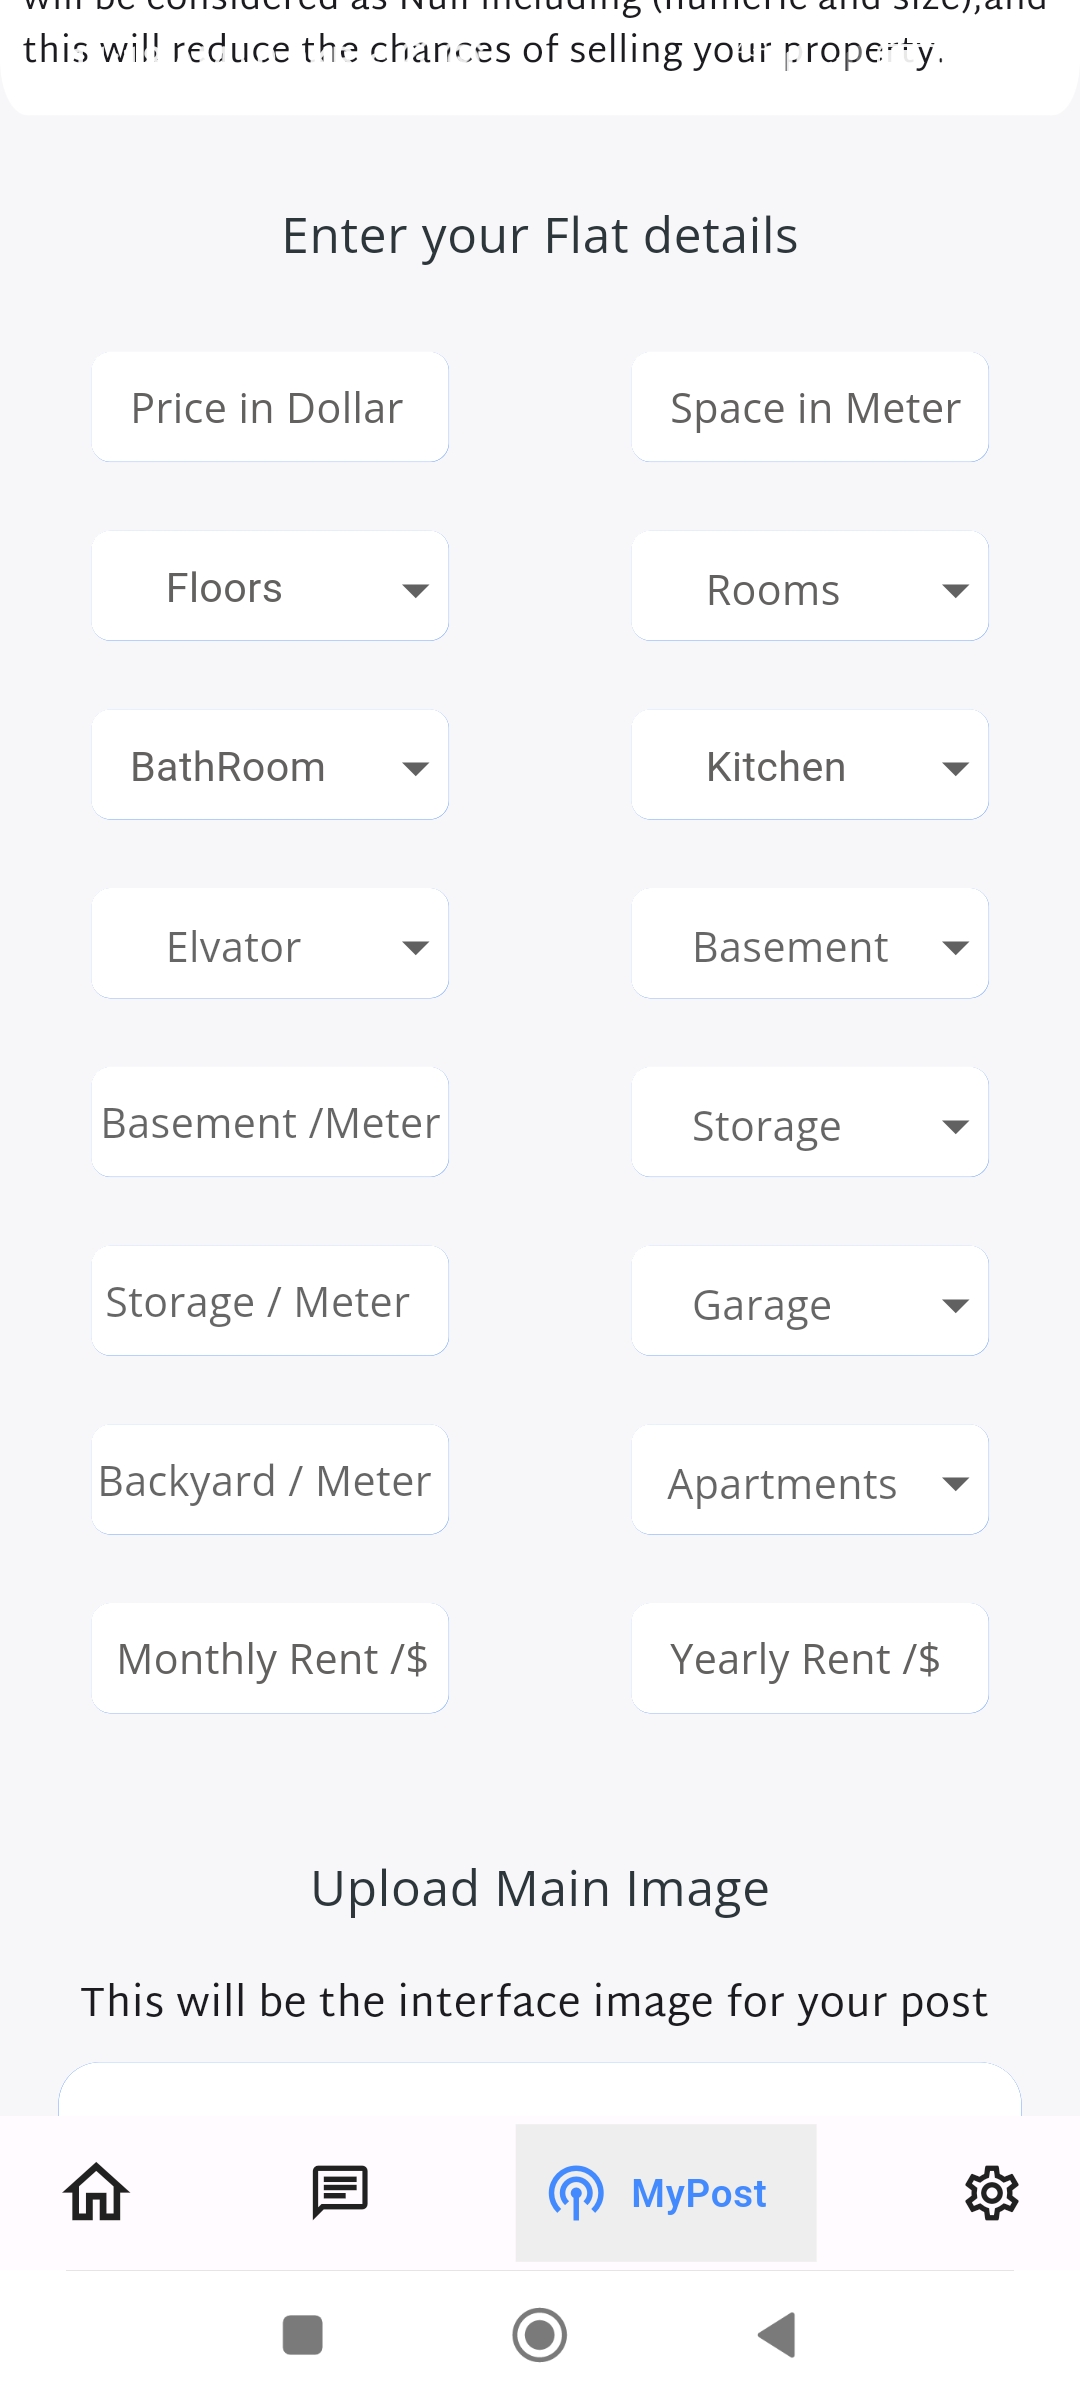 will be considered as Null including (numeric and size),and
this will reduce the chances of selling your property.
Enter your Flat details
Price in Dollar
Space in Meter
Floors
Rooms
BathRoom
Kitchen
Elvator
Basement
Basement /Meter
Storage
Storage / Meter
Garage
Backyard / Meter
Apartments
Monthly Rent /$
Yearly Rent /$
Upload Main Image
This will be the interface image for your post
MyPost